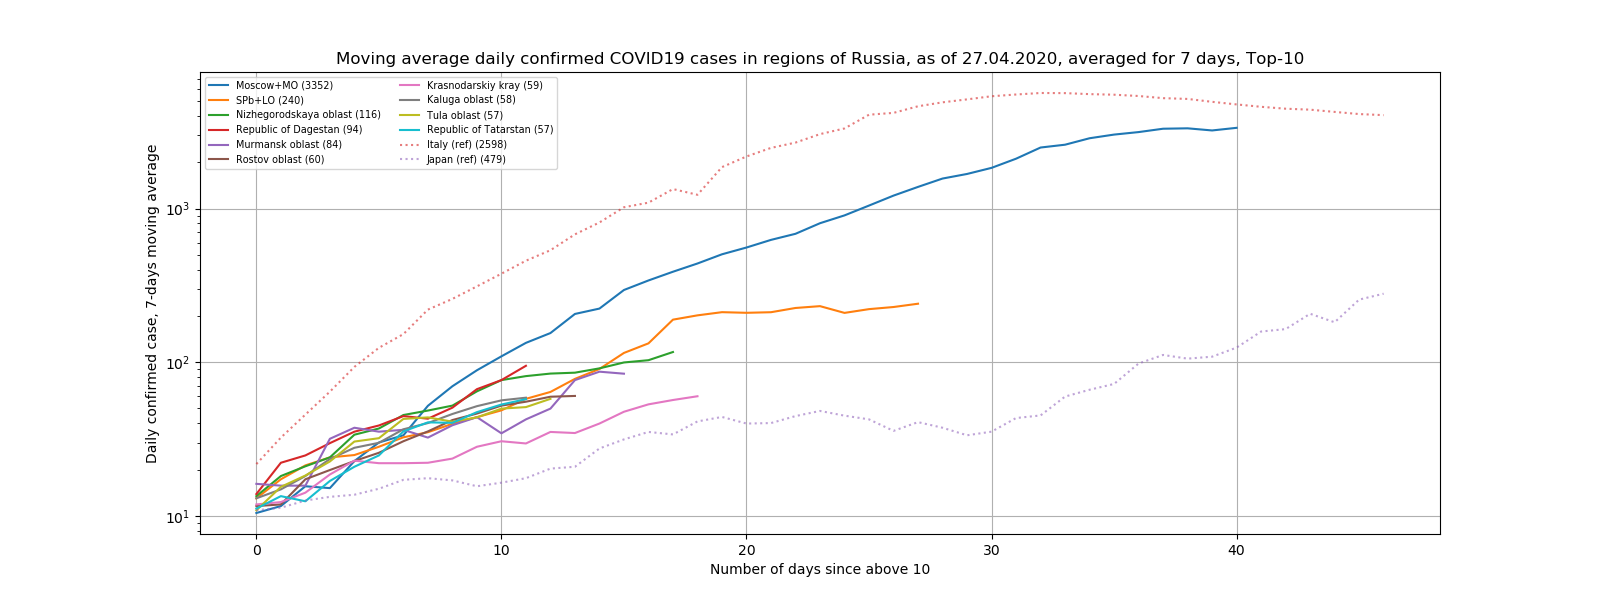 Moving average daily confirmed COVID19 cases in regions of Russia, as of 27.04.2020, averaged for 7 days, Top-10
Moscow+MO (3352)
SPb+LO (240)
Nizhegorodskaya oblast (116)
Republic of Dagestan (94)
Murmansk oblast (84)
Rostov oblast (60)
Krasnodarskiy kray (59)
Kaluga oblast (58)
Tula oblast (57)
Republic of Tatarstan (57)
Italy (ref) (2598)
Japan (ref) (479)
Daily confirmed case, 7-days moving average
10³
10²
10¹
0 10 20 30 40
Number of days since above 10